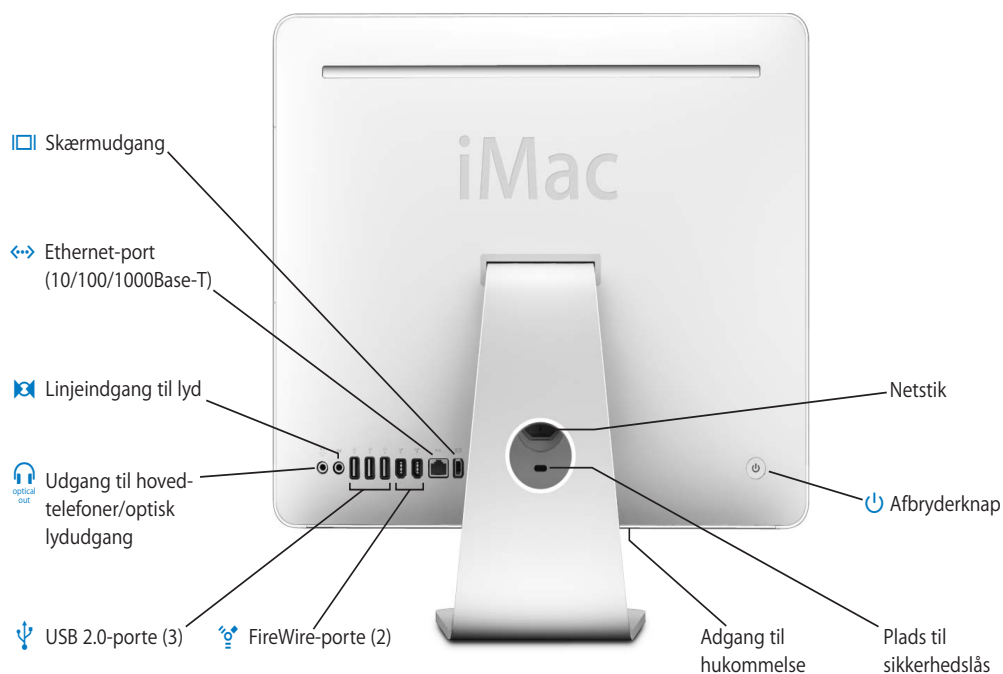 iMac
Skærmudgang
Ethernet-port
(10/100/1000Base-T)
Linjeindgang til lyd
optical
out
Udgang til hoved-
telefoner/optisk
lydudgang
USB 2.0-porte (3)
FireWire-porte (2)
Netstik
Afbryderknap
Adgang til
hukommelse
Plads til
sikkerhedslås